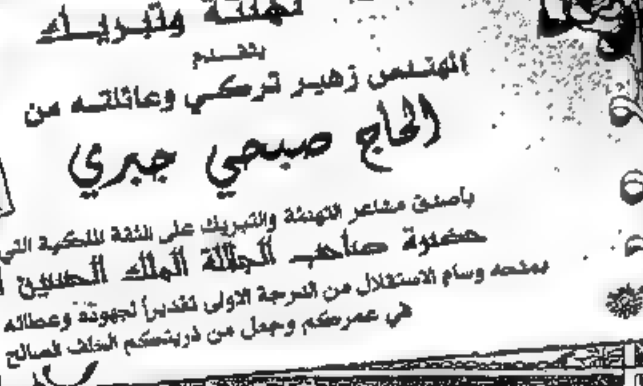 تهنئة وتبريك
يتقدم
المهندس زهير تركي وعائلته من
الحاج صبحي جبري
باصدق مشاعر التهنئة والتبريك على الثقة الملكية التي
حضرة صاحب الجلالة الملك
بمنحه وسام الاستقلال من الدرجة الاولى تقديراً لجهوده وعطائه
في عمركم وجعل من ذريتكم الخلف الصالح